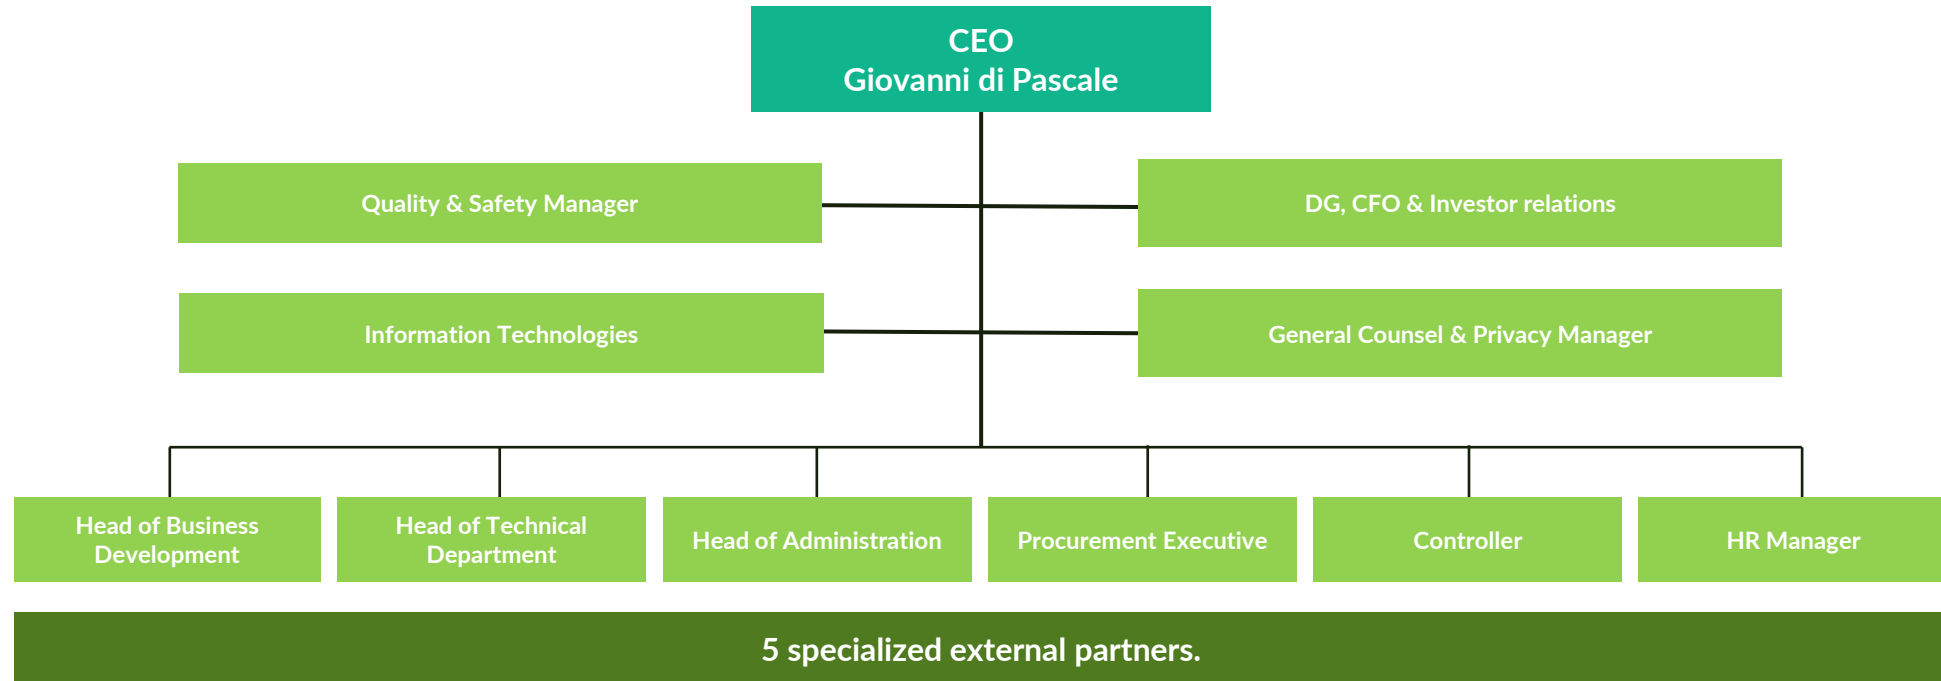 CEO
Giovanni di Pascale
Quality & Safety Manager
DG, CFO & Investor relations
Information Technologies
General Counsel & Privacy Manager
Head of Business
Development
Head of Technical
Department
Head of Administration
Procurement Executive
Controller
HR Manager
5 specialized external partners.